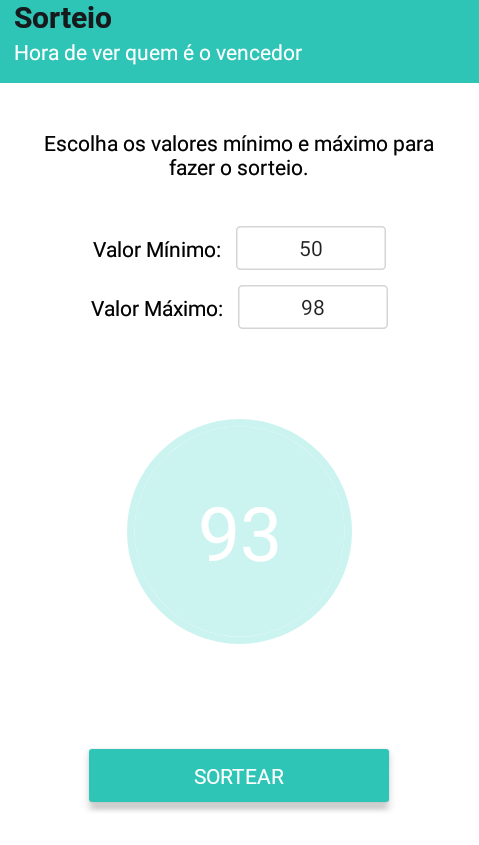 Sorteio
Hora de ver quem é o vencedor
Escolha os valores mínimo e máximo para
fazer o sorteio.
Valor Mínimo: 50
Valor Máximo: 98
93
SORTEAR